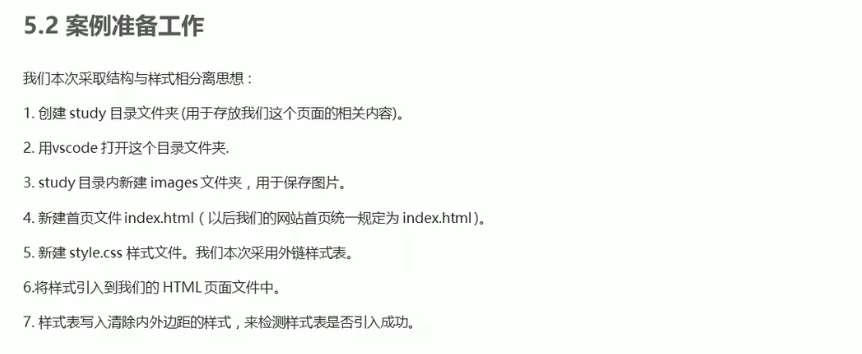 5.2 案例准备工作
我们本次采取结构与样式相分离思想：
1. 创建 study 目录文件夹 (用于存放我们这个页面的相关内容)。
2. 用vscode 打开这个目录文件夹.
3. study 目录内新建 images 文件夹，用于保存图片。
4. 新建首页文件 index.html（以后我们的网站首页统一规定为 index.html )。
5. 新建 style.css 样式文件。我们本次采用外链样式表。
6.将样式引入到我们的 HTML 页面文件中。
7. 样式表写入清除内外边距的样式，来检测样式表是否引入成功。